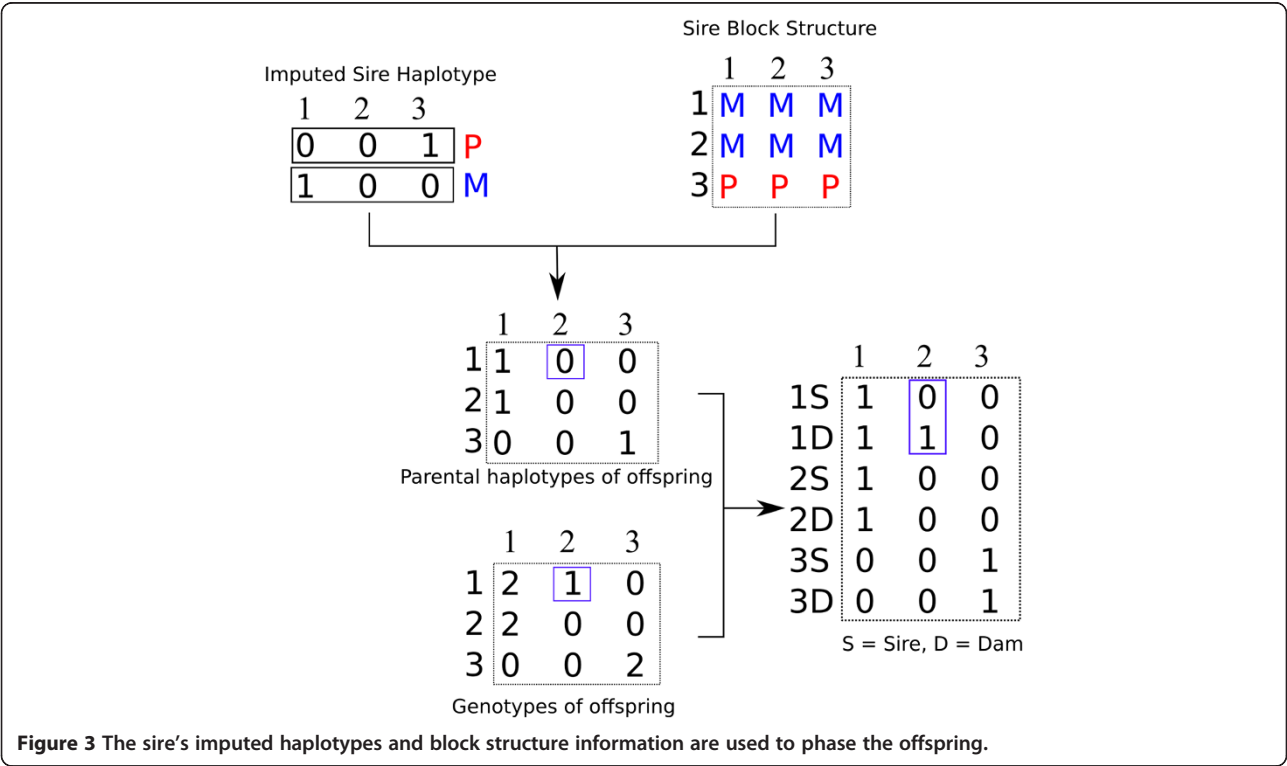 Sire Block Structure
Imputed Sire Haplotype
1 2 3
1 2 3
0 0 1 P
1 0 0 M
1 M M M
2 M M M
3 P P P
1 2 3
1 1 0 0
2 1 0 0
3 0 0 1
Parental haplotypes of offspring
1 2 3
1 2 1 0
2 2 0 0
3 0 0 2
Genotypes of offspring
1 2 3
1S 1 0 0
1D 1 1 0
2S 1 0 0
2D 1 0 0
3S 0 0 1
3D 0 0 1
S = Sire, D = Dam
Figure 3 The sire's imputed haplotypes and block structure information are used to phase the offspring.